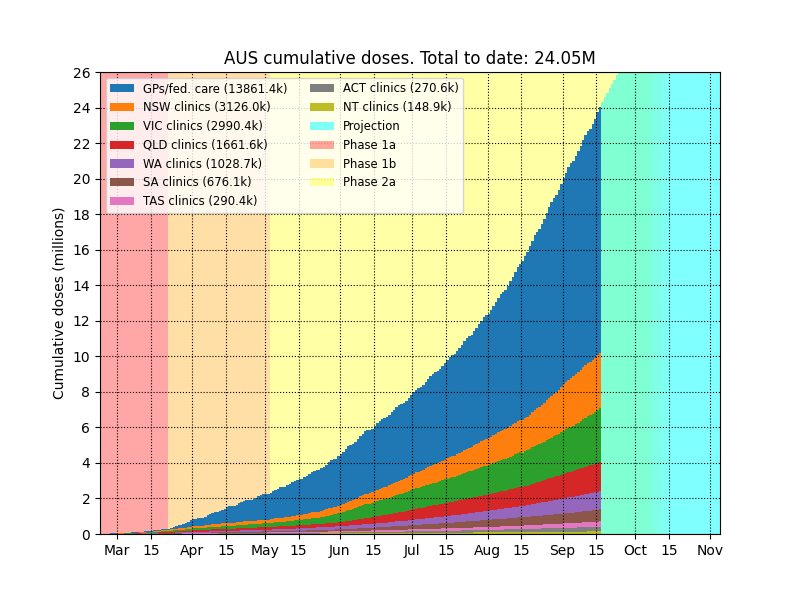 AUS cumulative doses. Total to date: 24.05M
Cumulative doses (millions)
26
24
22
20
18
16
14
12
10
8
6
4
2
0
GPs/fed. care (13861.4k)
NSW clinics (3126.0k)
VIC clinics (2990.4k)
QLD clinics (1661.6k)
WA clinics (1028.7k)
SA clinics (676.1k)
TAS clinics (290.4k)
ACT clinics (270.6k)
NT clinics (148.9k)
Projection
Phase 1a
Phase 1b
Phase 2a
Mar 15 Apr 15 May 15 Jun 15 Jul 15 Aug 15 Sep 15 Oct 15 Nov